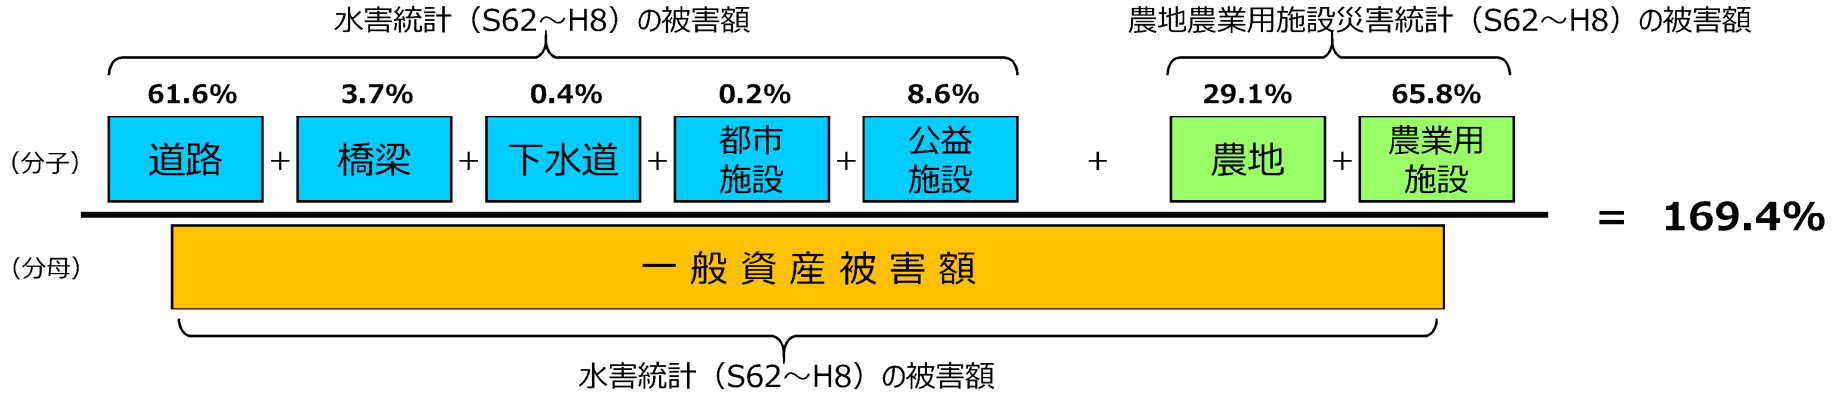 水害統計（S62～H8）の被害額
農地農業用施設災害統計（S62～H8）の被害額
61.6% 3.7% 0.4% 0.2% 8.6% 29.1% 65.8%
（分子） 道路 + 橋梁 + 下水道 + 都市 + 公益 + 農地 + 農業用
施設 施設 施設
= 169.4%
（分母） 一般資産被害額
水害統計（S62～H8）の被害額